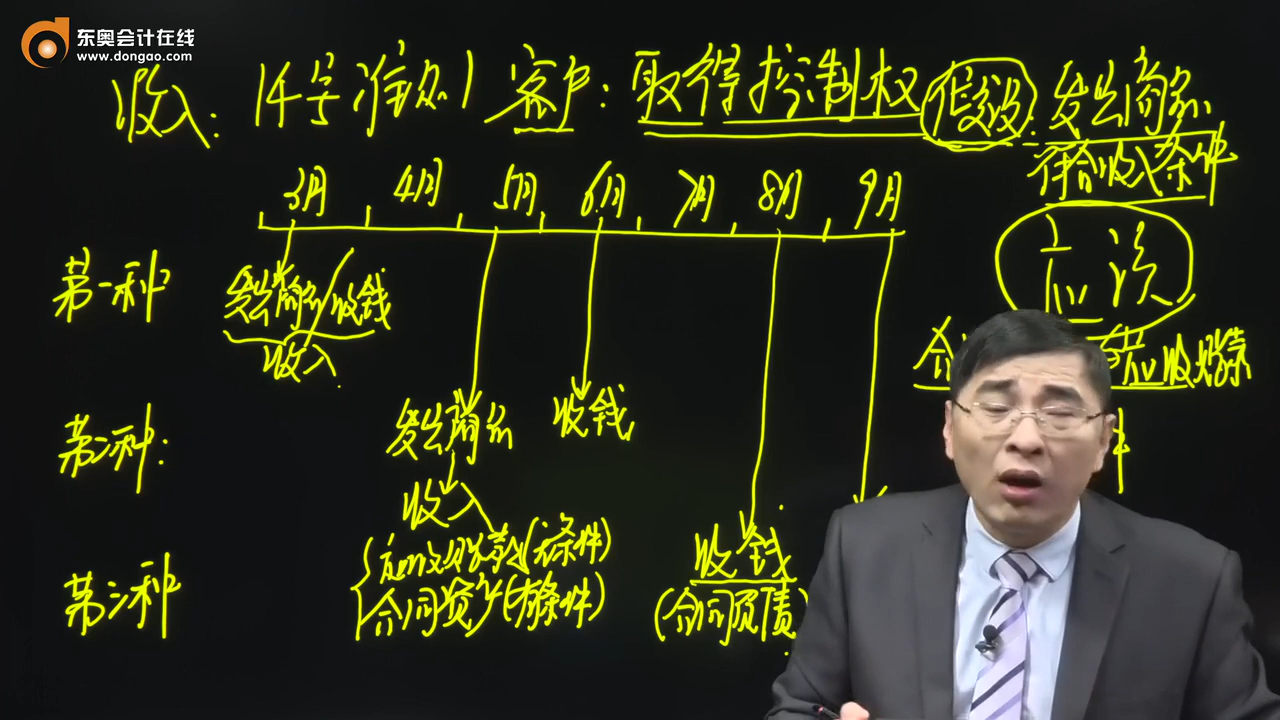 东奥会计在线
www.dongao.com
收入: 14号准则 客户: 取得控制权 假设: 发出商品
符合收入条件
3月 4月 5月 6月 7月 8月 9月
第一种 发出商品/收钱
收入
应该
应收账款
第二种: 发出商品 收钱
收入
应收账款(无条件)
合同资产(有条件)
第三种 收钱
(合同负债)